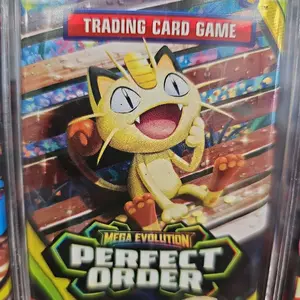 TRADING CARD GAME
MEGA EVOLUTION
PERFECT
ORDER